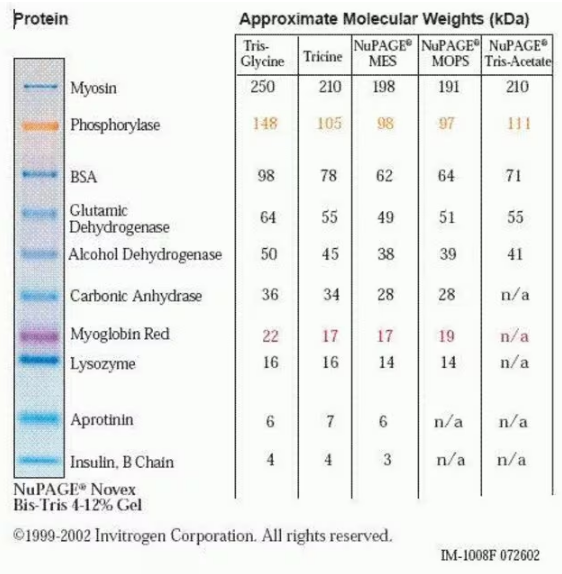 Protein Approximate Molecular Weights (kDa)
Tris-Glycine Tricine NuPAGE® MES NuPAGE® MOPS NuPAGE® Tris-Acetate
Myosin 250 210 198 191 210
Phosphorylase 148 105 98 97 111
BSA 98 78 62 64 71
Glutamic Dehydrogenase 64 55 49 51 55
Alcohol Dehydrogenase 50 45 38 39 41
Carbonic Anhydrase 36 34 28 28 n/a
Myoglobin Red 22 17 17 19 n/a
Lysozyme 16 16 14 14 n/a
Aprotinin 6 7 6 n/a n/a
Insulin, B Chain 4 4 3 n/a n/a
NuPAGE® Novex
Bis-Tris 4-12% Gel
©1999-2002 Invitrogen Corporation. All rights reserved.
IM-1008F 072602